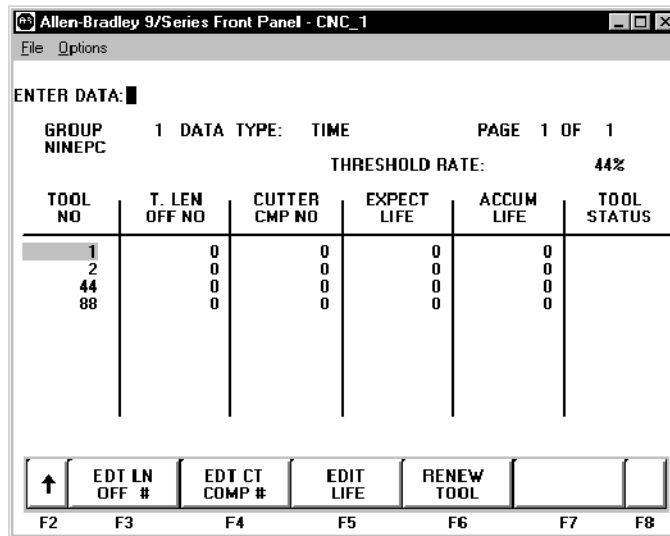 Allen-Bradley 9/Series Front Panel - CNC_1
File Options
ENTER DATA:
GROUP 1 DATA TYPE: TIME PAGE 1 OF 1
NINEPC
THRESHOLD RATE: 44%
TOOL NO T. LEN OFF NO CUTTER CMP NO EXPECT LIFE ACCUM LIFE TOOL STATUS
1 0 0 0 0
2 0 0 0 0
44 0 0 0 0
88 0 0 0 0
↑ EDT LN OFF # EDT CT COMP # EDIT LIFE RENEW TOOL
F2 F3 F4 F5 F6 F7 F8